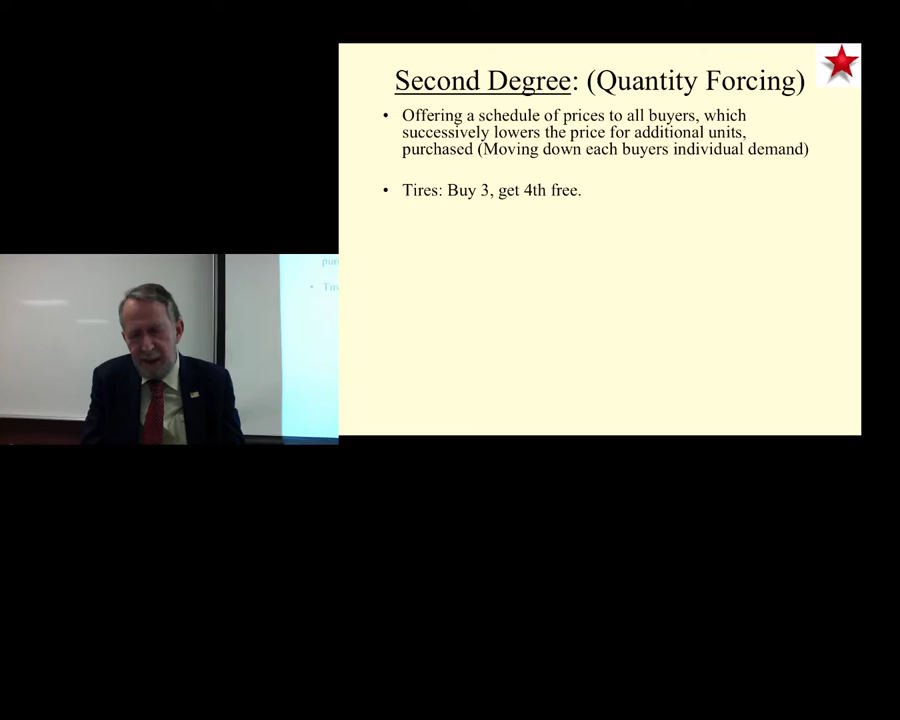 Second Degree: (Quantity Forcing)
• Offering a schedule of prices to all buyers, which
successively lowers the price for additional units,
purchased (Moving down each buyers individual demand)
• Tires: Buy 3, get 4th free.